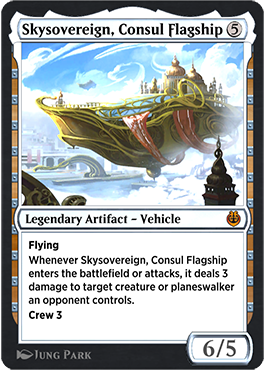 Skysovereign, Consul Flagship 5
Legendary Artifact – Vehicle
Flying
Whenever Skysovereign, Consul Flagship
enters the battlefield or attacks, it deals 3
damage to target creature or planeswalker
an opponent controls.
Crew 3
Jung Park
6/5